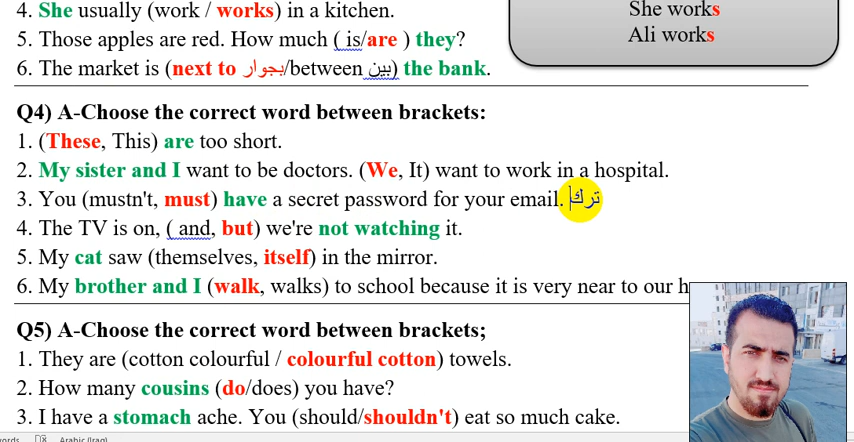 4. She usually (work / works) in a kitchen.
She works
5. Those apples are red. How much ( is/are ) they?
Ali works
6. The market is (next to بجوار/between بين) the bank.
Q4) A-Choose the correct word between brackets:
1. (These, This) are too short.
2. My sister and I want to be doctors. (We, It) want to work in a hospital.
3. You (mustn't, must) have a secret password for your email. ترك
4. The TV is on, ( and, but) we're not watching it.
5. My cat saw (themselves, itself) in the mirror.
6. My brother and I (walk, walks) to school because it is very near to our h
Q5) A-Choose the correct word between brackets;
1. They are (cotton colourful / colourful cotton) towels.
2. How many cousins (do/does) you have?
3. I have a stomach ache. You (should/shouldn't) eat so much cake.
Arabic (Iraq)